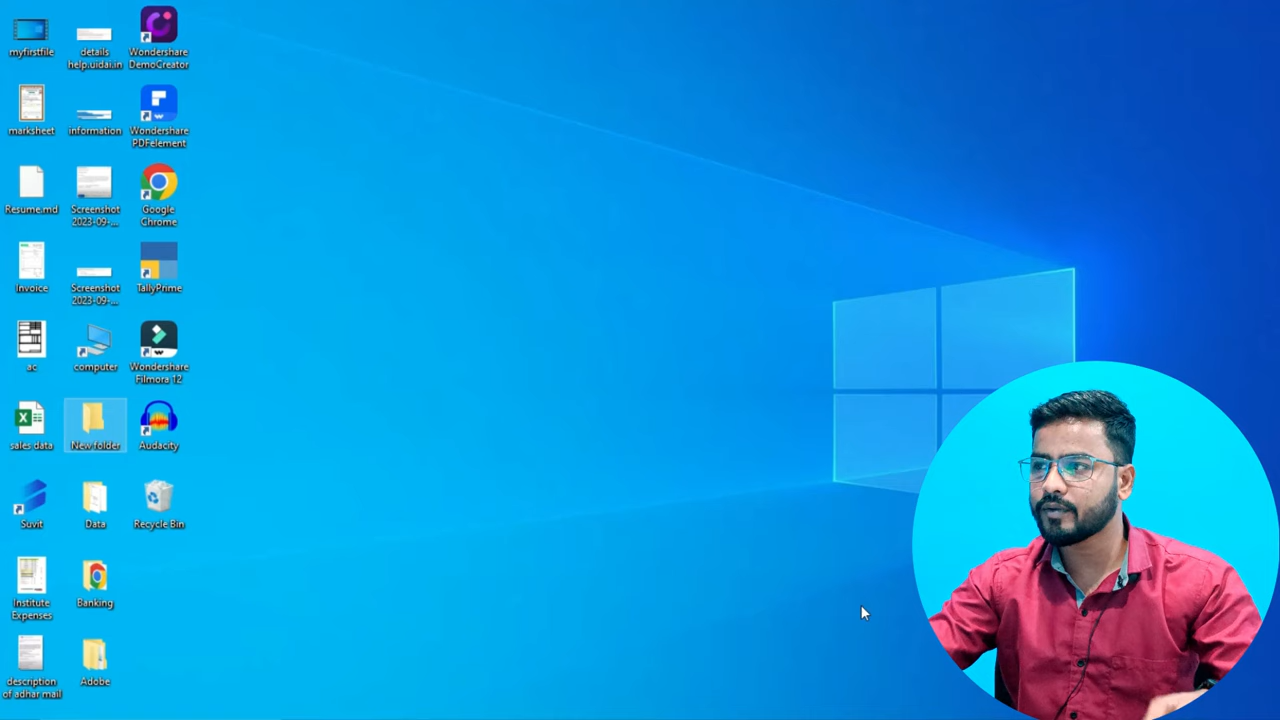 myfirstfile
details
help.uidai.in
Wondershare
DemoCreator
marksheet
information
Wondershare
PDFelement
Resume.md
Screenshot
2023-09-...
Google
Chrome
Invoice
Screenshot
2023-09-...
TallyPrime
ac
computer
Wondershare
Filmora 12
sales data
New folder
Audacity
Suvit
Data
Recycle Bin
Institute
Expenses
Banking
description
of adhar mail
Adobe